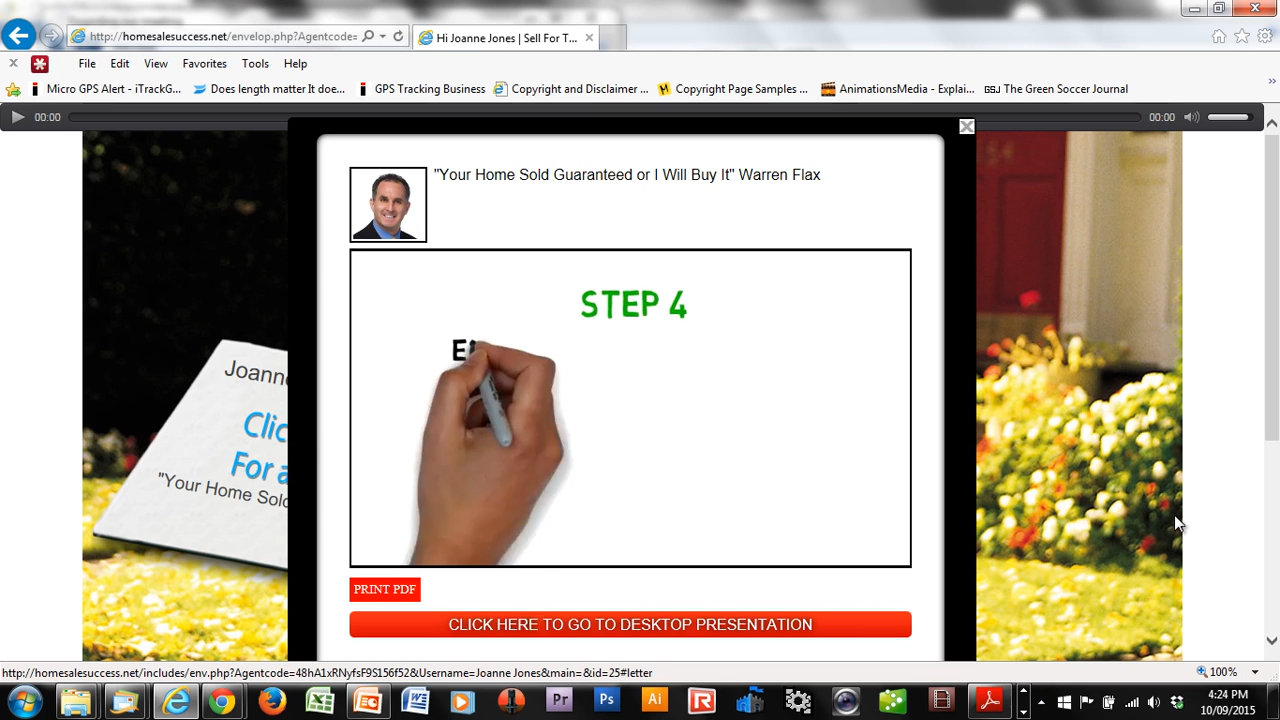 http://homesalesuccess.net/envelop.php?Agentcode=
Hi Joanne Jones | Sell For T...
File Edit View Favorites Tools Help
Micro GPS Alert - iTrackG... Does length matter It doe... GPS Tracking Business Copyright and Disclaimer ... Copyright Page Samples ... AnimationsMedia - Explai... The Green Soccer Journal
00:00 00:00
"Your Home Sold Guaranteed or I Will Buy It" Warren Flax
STEP 4
Joanne
Clic
For a
"Your Home Sold
PRINT PDF
CLICK HERE TO GO TO DESKTOP PRESENTATION
http://homesalesuccess.net/includes/env.php?Agentcode=48hA1xRNyfsF9S156f52&Username=Joanne Jones&main=&id=25#letter
100%
4:24 PM
10/09/2015